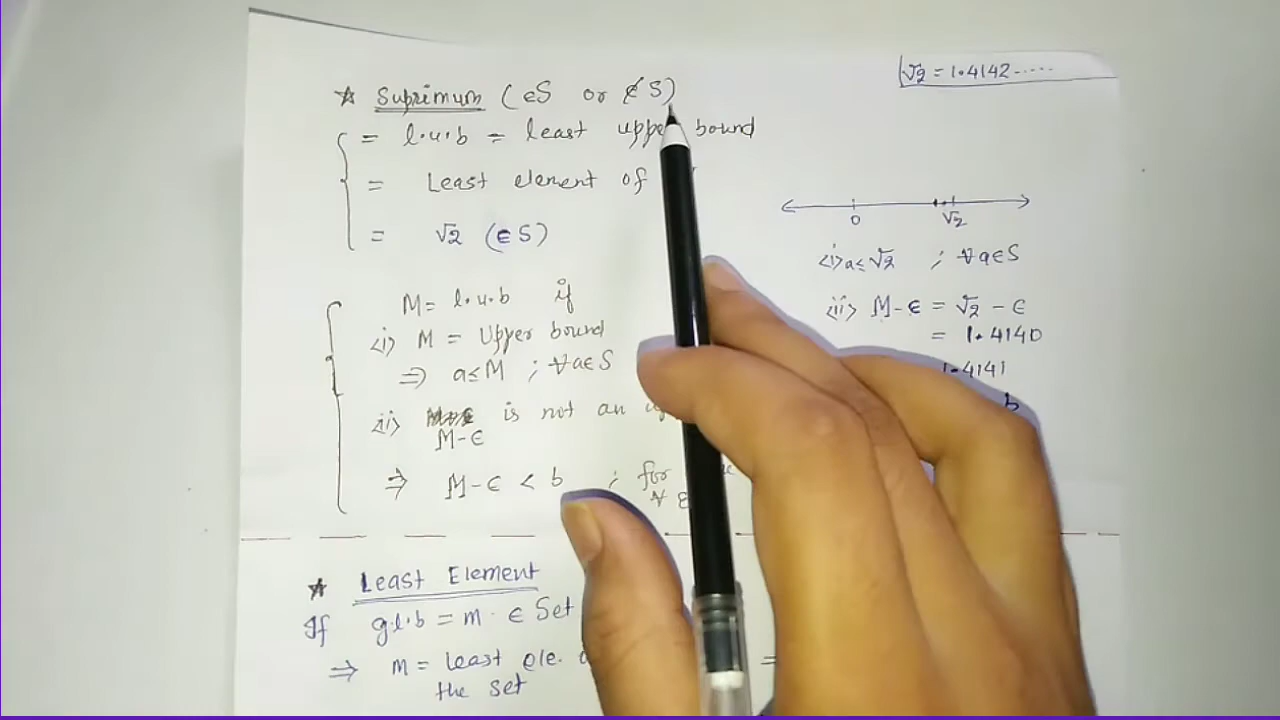 √2 = 1.4142.....
* Suprimum (∈S or ∉S)
= l.u.b = least upper bound
= Least element of
= √2 (∈S)
0 √2
<i> a ≤ √2 ; ∀a∈S
<ii> M-ϵ = √2 - ϵ
= 1.4140
1.4141
b
M = l.u.b if
<i> M = Upper bound
⇒ a≤M ; ∀a∈S
<ii> is not an
M-ϵ
⇒ M-ϵ < b ; for
∀
* Least Element
If g.l.b = m ∈ Set
⇒ m = least ele. =
the set